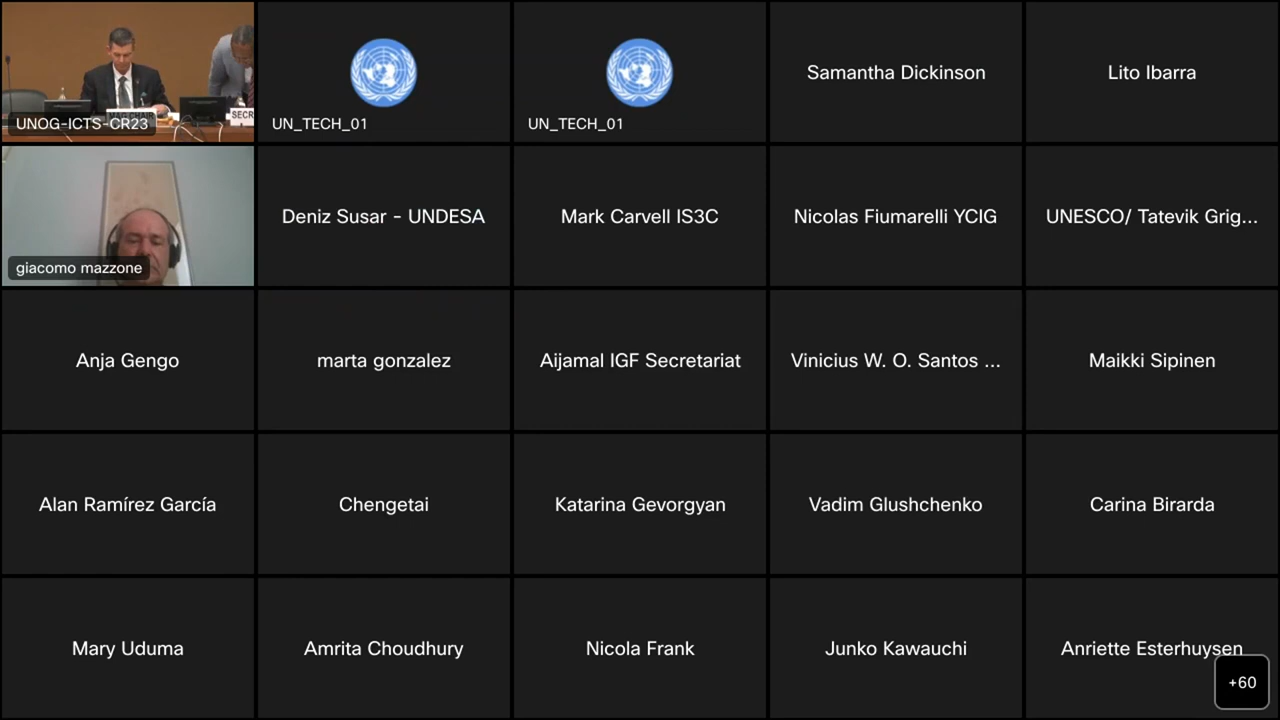 UNOG-ICTS-CR23
UN_TECH_01
UN_TECH_01
Samantha Dickinson
Lito Ibarra
SECR
giacomo mazzone
Deniz Susar - UNDESA
Mark Carvell IS3C
Nicolas Fiumarelli YCIG
UNESCO/ Tatevik Grig...
Anja Gengo
marta gonzalez
Aijamal IGF Secretariat
Vinicius W. O. Santos ...
Maikki Sipinen
Alan Ramírez García
Chengetai
Katarina Gevorgyan
Vadim Glushchenko
Carina Birarda
Mary Uduma
Amrita Choudhury
Nicola Frank
Junko Kawauchi
Anriette Esterhuysen
+60